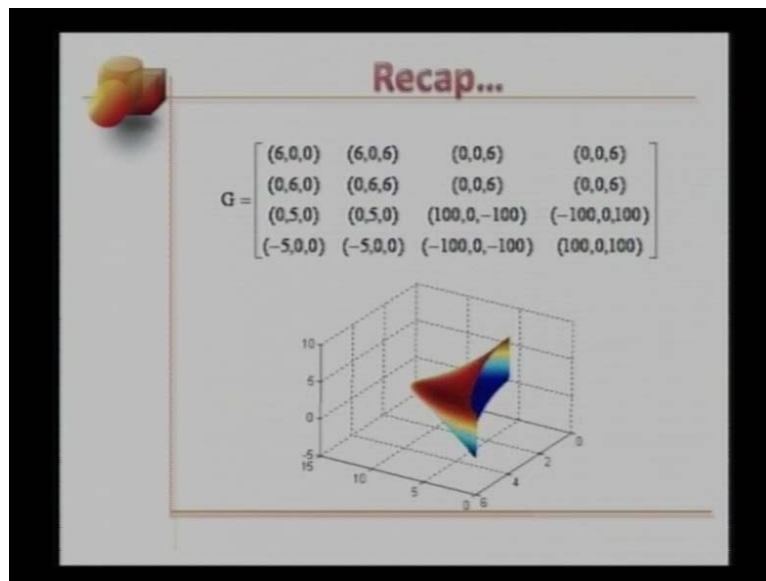 Recap...
G = [ (6,0,0) (6,0,6) (0,0,6) (0,0,6)
(0,6,0) (0,6,6) (0,0,6) (0,0,6)
(0,5,0) (0,5,0) (100,0,-100) (-100,0,100)
(-5,0,0) (-5,0,0) (-100,0,-100) (100,0,100) ]
10
5
0
-5
15
10
5
0
6
4
2
0